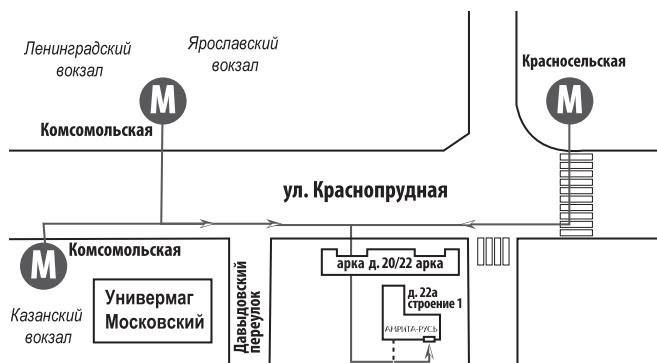 Ленинградский
вокзал
Ярославский
вокзал
М
Комсомольская
Красносельская
М
ул. Краснопрудная
М
Комсомольская
Казанский
вокзал
Универмаг
Московский
Давыдовский
переулок
арка д. 20/22 арка
д. 22а
строение 1
АМРИТА-РУСЬ